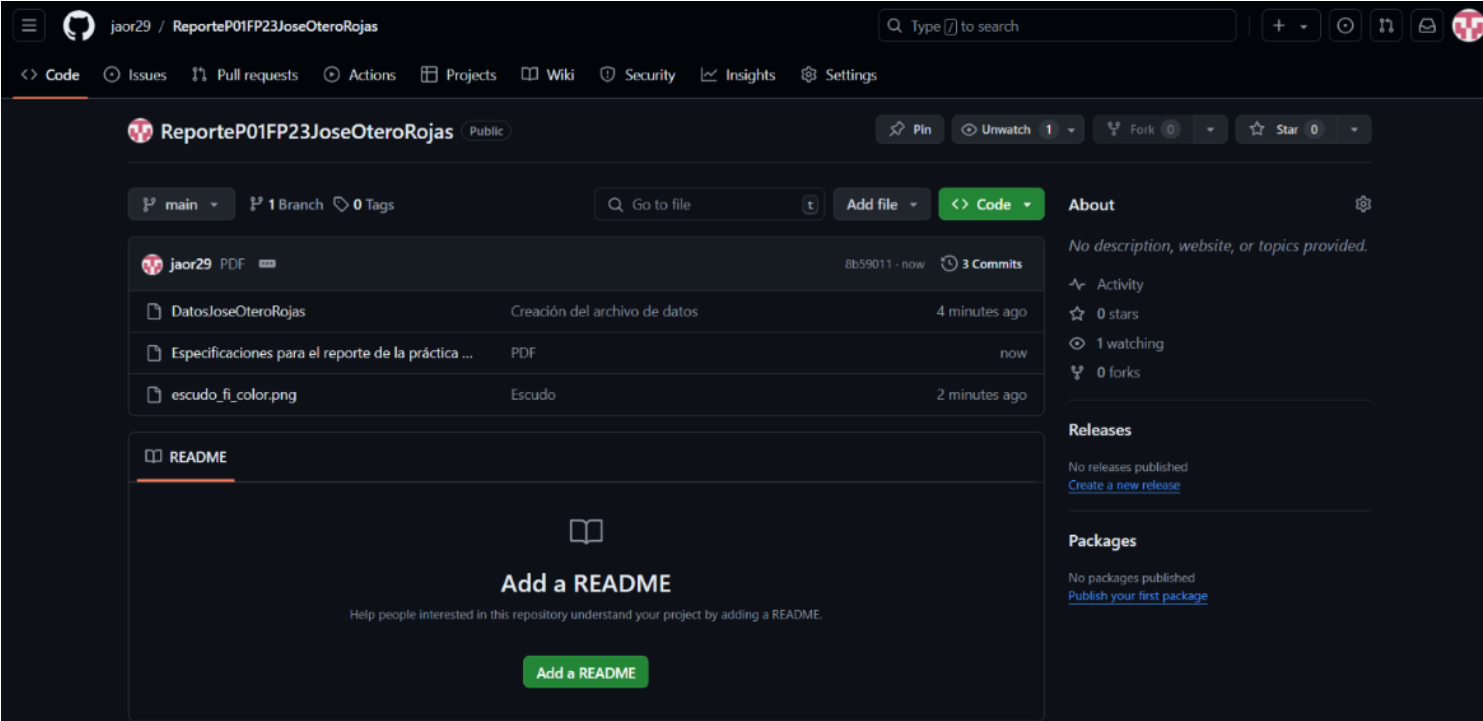 jaor29 / ReporteP01FP23JoseOteroRojas
Type / to search
Code Issues Pull requests Actions Projects Wiki Security Insights Settings
ReporteP01FP23JoseOteroRojas Public
Pin Unwatch 1 Fork 0 Star 0
main 1 Branch 0 Tags Go to file t Add file <> Code
About
No description, website, or topics provided.
jaor29 PDF 8b59011 · now 3 Commits
Activity
DatosJoseOteroRojas Creación del archivo de datos 4 minutes ago
0 stars
Especificaciones para el reporte de la práctica ... PDF now
1 watching
0 forks
escudo_fi_color.png Escudo 2 minutes ago
Releases
No releases published
Create a new release
README
Packages
No packages published
Publish your first package
Add a README
Help people interested in this repository understand your project by adding a README.
Add a README